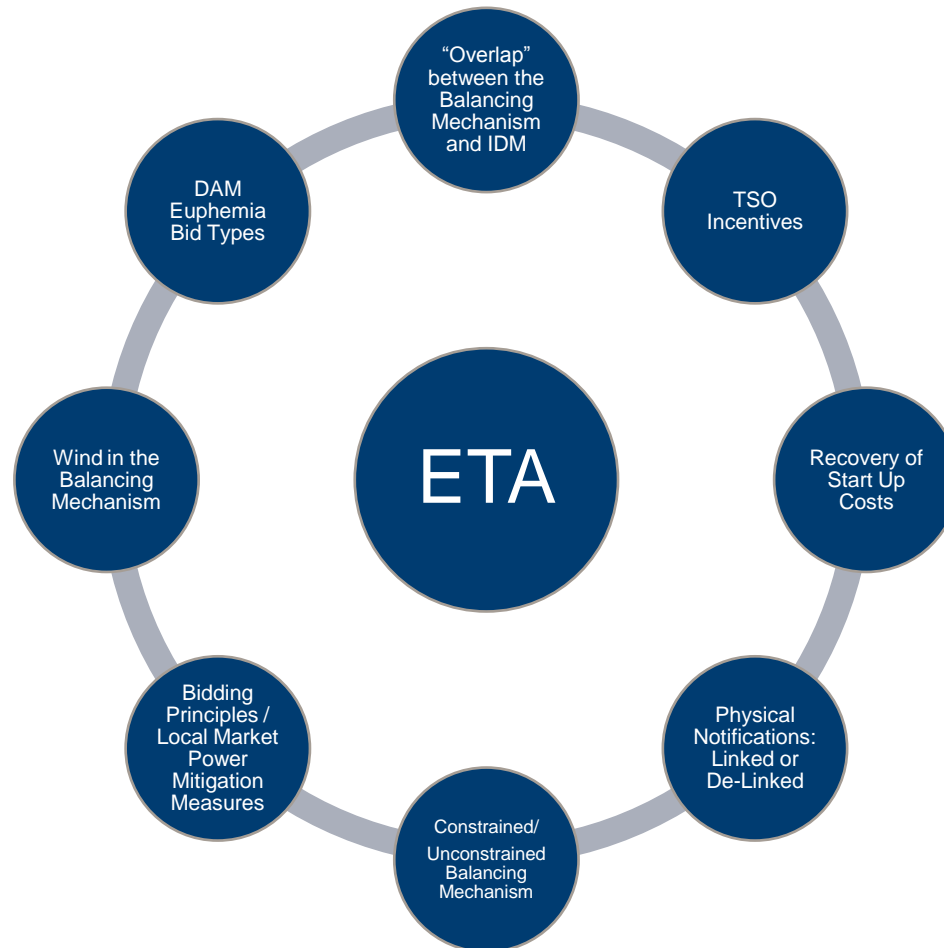 “Overlap”
between the
Balancing
Mechanism
and IDM
TSO
Incentives
Recovery of
Start Up
Costs
Physical
Notifications:
Linked or
De-Linked
Constrained/
Unconstrained
Balancing
Mechanism
Bidding
Principles /
Local Market
Power
Mitigation
Measures
Wind in the
Balancing
Mechanism
DAM
Euphemia
Bid Types
ETA